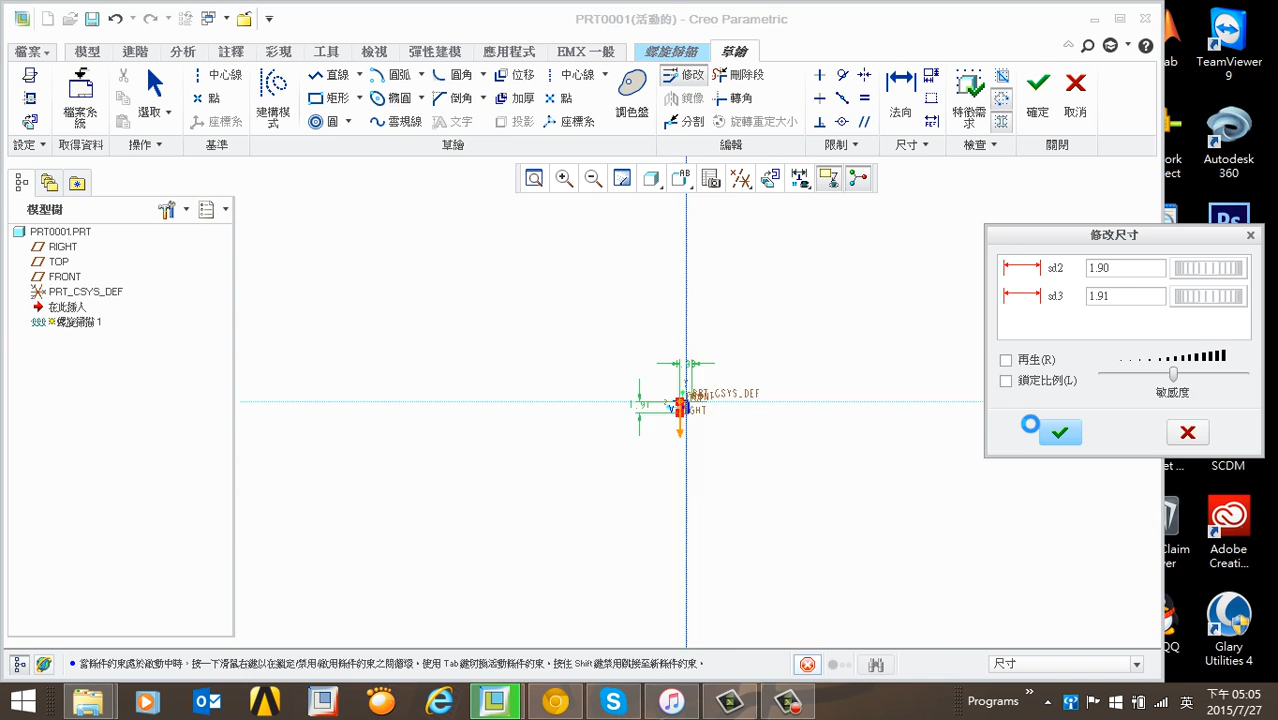 PRT0001(活動的) - Creo Parametric
檔案 模型 進階 分析 註釋 彩現 工具 檢視 彈性建模 應用程式 EMX 一般 螺旋掃描 草繪
中心線 直線 圓弧 圓角 位移 中心線 修改 刪除段
點 矩形 橢圓 倒角 加厚 點 鏡像 轉角
座標系 圓 雲規線 文字 投影 座標系 分割 旋轉重定大小
檔案系統 選取 建構模式 調色盤 法向 特徵需求 確定 取消
設定 取得資料 操作 基準 草繪 編輯 限制 尺寸 檢查 關閉
模型樹
PRT0001.PRT
RIGHT
TOP
FRONT
PRT_CSYS_DEF
在此插入
螺旋掃描 1
PRT_CSYS_DEF
1.91
修改尺寸
sd2 1.90
sd3 1.91
再生(R)
鎖定比例(L)
敏感度
尺寸
TeamViewer
9
Autodesk
360
SCDM
Adobe
Creati...
Glary
Utilities 4
QQ
Programs
英
下午 05:05
2015/7/27